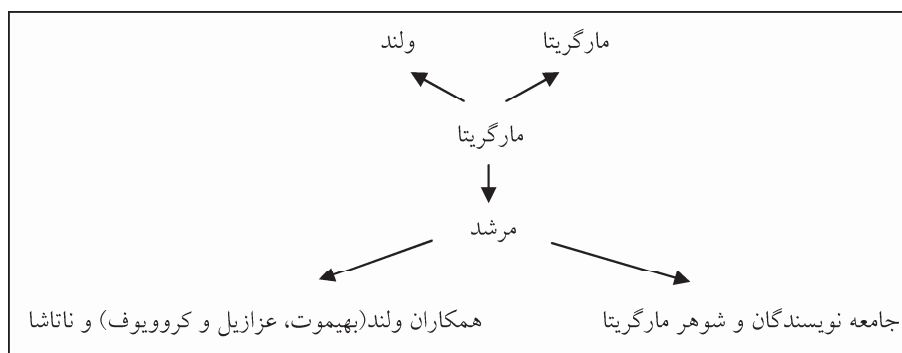 مارگریتا ولند
مارگریتا
مرشد
جامعه نویسندگان و شوهر مارگریتا همکاران ولند(بهیموت، عزازیل و کروویوف) و ناتاشا